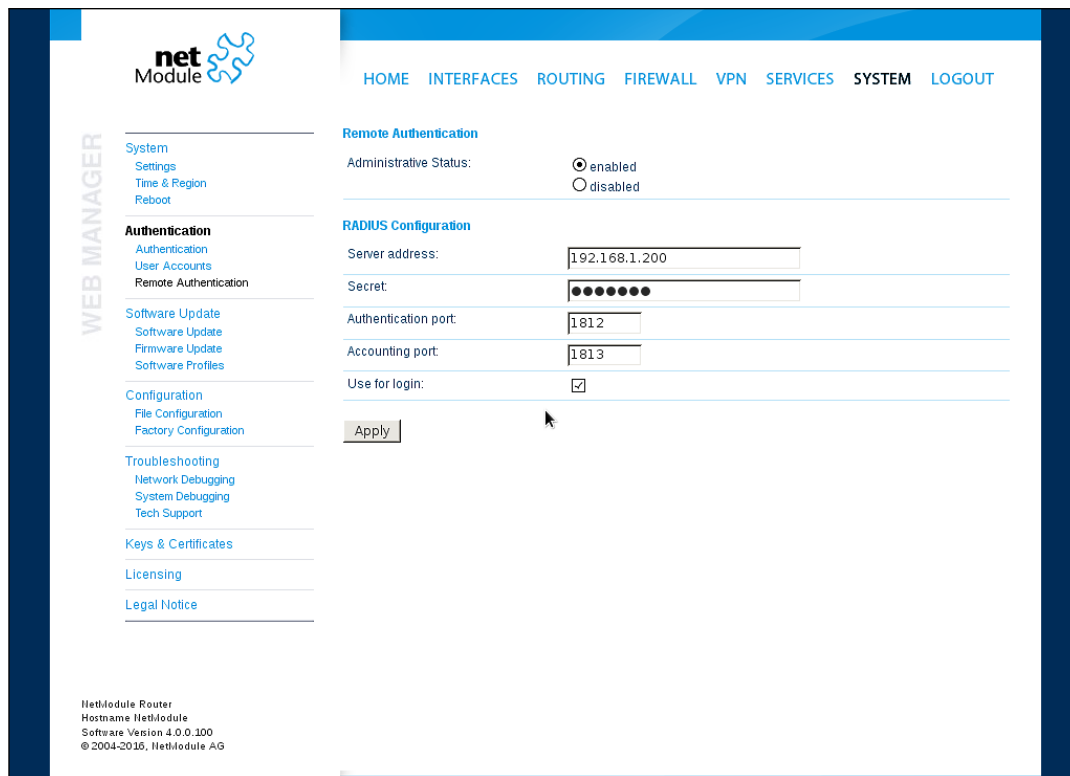 net
Module
HOME INTERFACES ROUTING FIREWALL VPN SERVICES SYSTEM LOGOUT
WEB MANAGER
System
Settings
Time & Region
Reboot
Authentication
Authentication
User Accounts
Remote Authentication
Software Update
Software Update
Firmware Update
Software Profiles
Configuration
File Configuration
Factory Configuration
Troubleshooting
Network Debugging
System Debugging
Tech Support
Keys & Certificates
Licensing
Legal Notice
NetModule Router
Hostname NetModule
Software Version 4.0.0.100
© 2004-2016, NetModule AG
Remote Authentication
Administrative Status: enabled
disabled
RADIUS Configuration
Server address: 192.168.1.200
Secret: ●●●●●●●
Authentication port: 1812
Accounting port: 1813
Use for login:
Apply